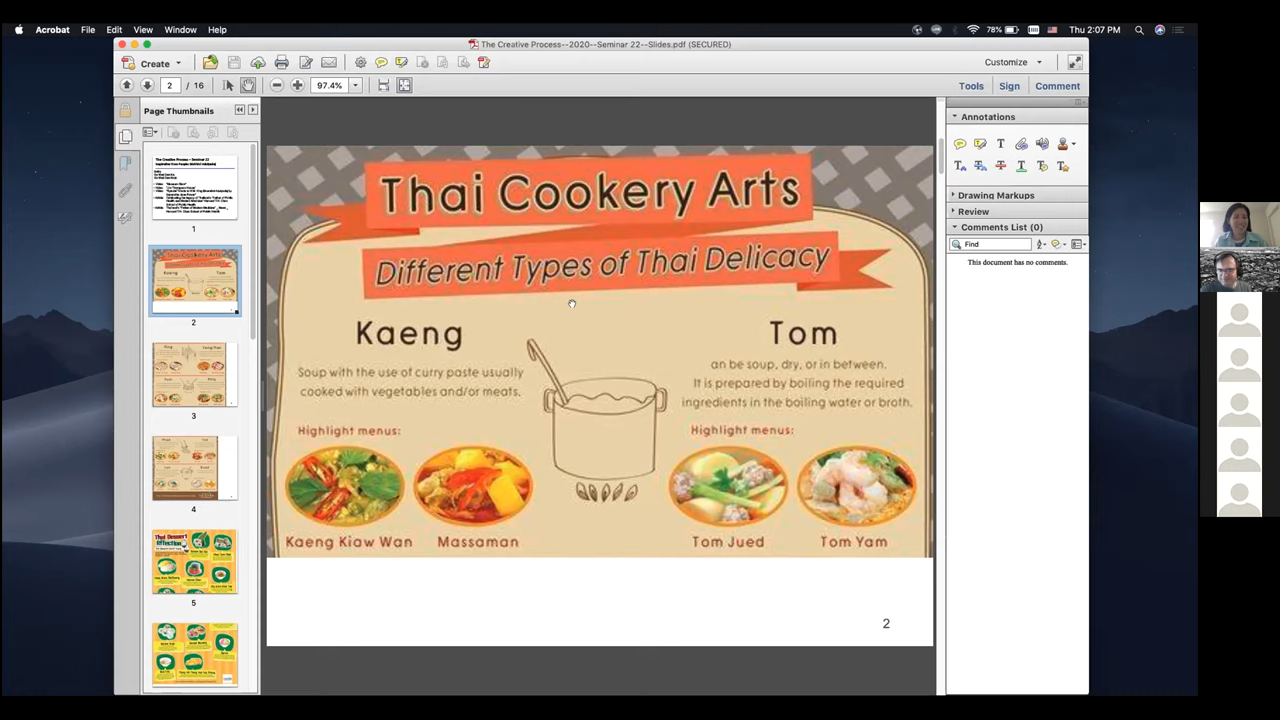 Acrobat File Edit View Window Help
78% Thu 2:07 PM
The Creative Process--2020--Seminar 22--Slides.pdf (SECURED)
Create
Customize
2 / 16
97.4%
Tools Sign Comment
Page Thumbnails
1
2
3
4
Thai Dessert
5
Thai Cookery Arts
Different Types of Thai Delicacy
Kaeng
Soup with the use of curry paste usually
cooked with vegetables and/or meats.
Highlight menus:
Kaeng Kiaw Wan Massaman
Tom
an be soup, dry, or in between.
It is prepared by boiling the required
ingredients in the boiling water or broth.
Highlight menus:
Tom Jued Tom Yam
2
Annotations
Drawing Markups
Review
Comments List (0)
Find
This document has no comments.